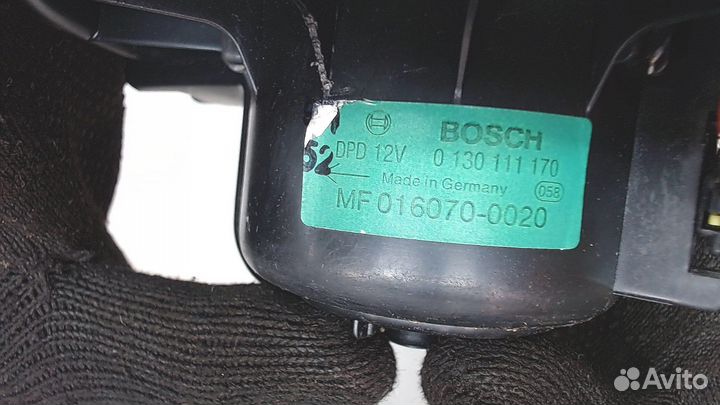 BOSCH
52 DPD 12V 0 130 111 170
Made in Germany 058
MF 016070-0020
Avito